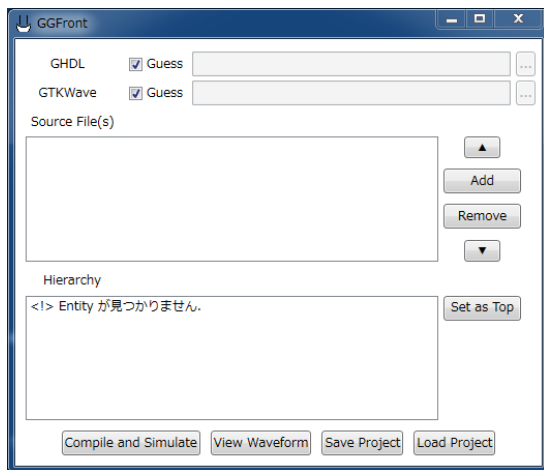 GGFront
GHDL Guess ...
GTKWave Guess ...
Source File(s)
▲
Add
Remove
▼
Hierarchy
<!> Entity が見つかりません.
Set as Top
Compile and Simulate View Waveform Save Project Load Project